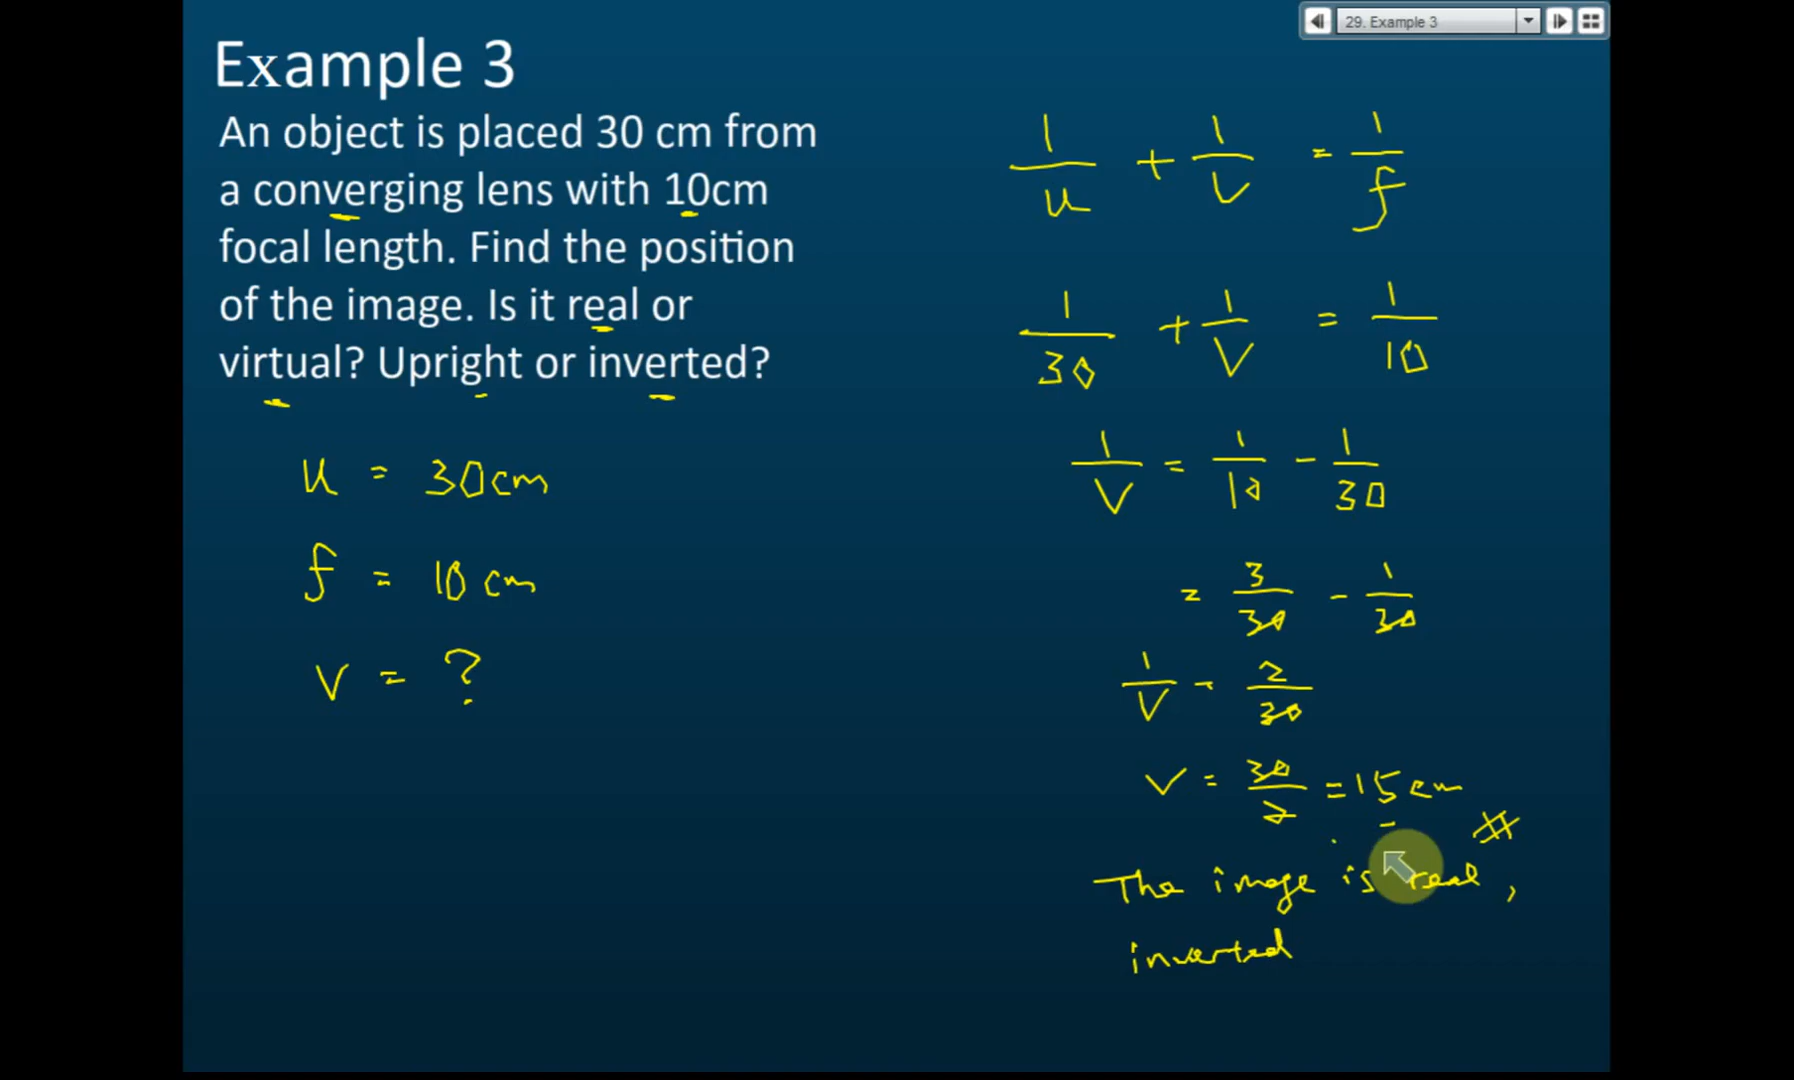 29. Example 3
Example 3
An object is placed 30 cm from
a converging lens with 10cm
focal length. Find the position
of the image. Is it real or
virtual? Upright or inverted?
u = 30cm
f = 10 cm
v = ?
1/u + 1/v = 1/f
1/30 + 1/v = 1/10
1/v = 1/10 - 1/30
= 3/30 - 1/30
1/v = 2/30
v = 30/2 = 15cm
The image is real,
inverted